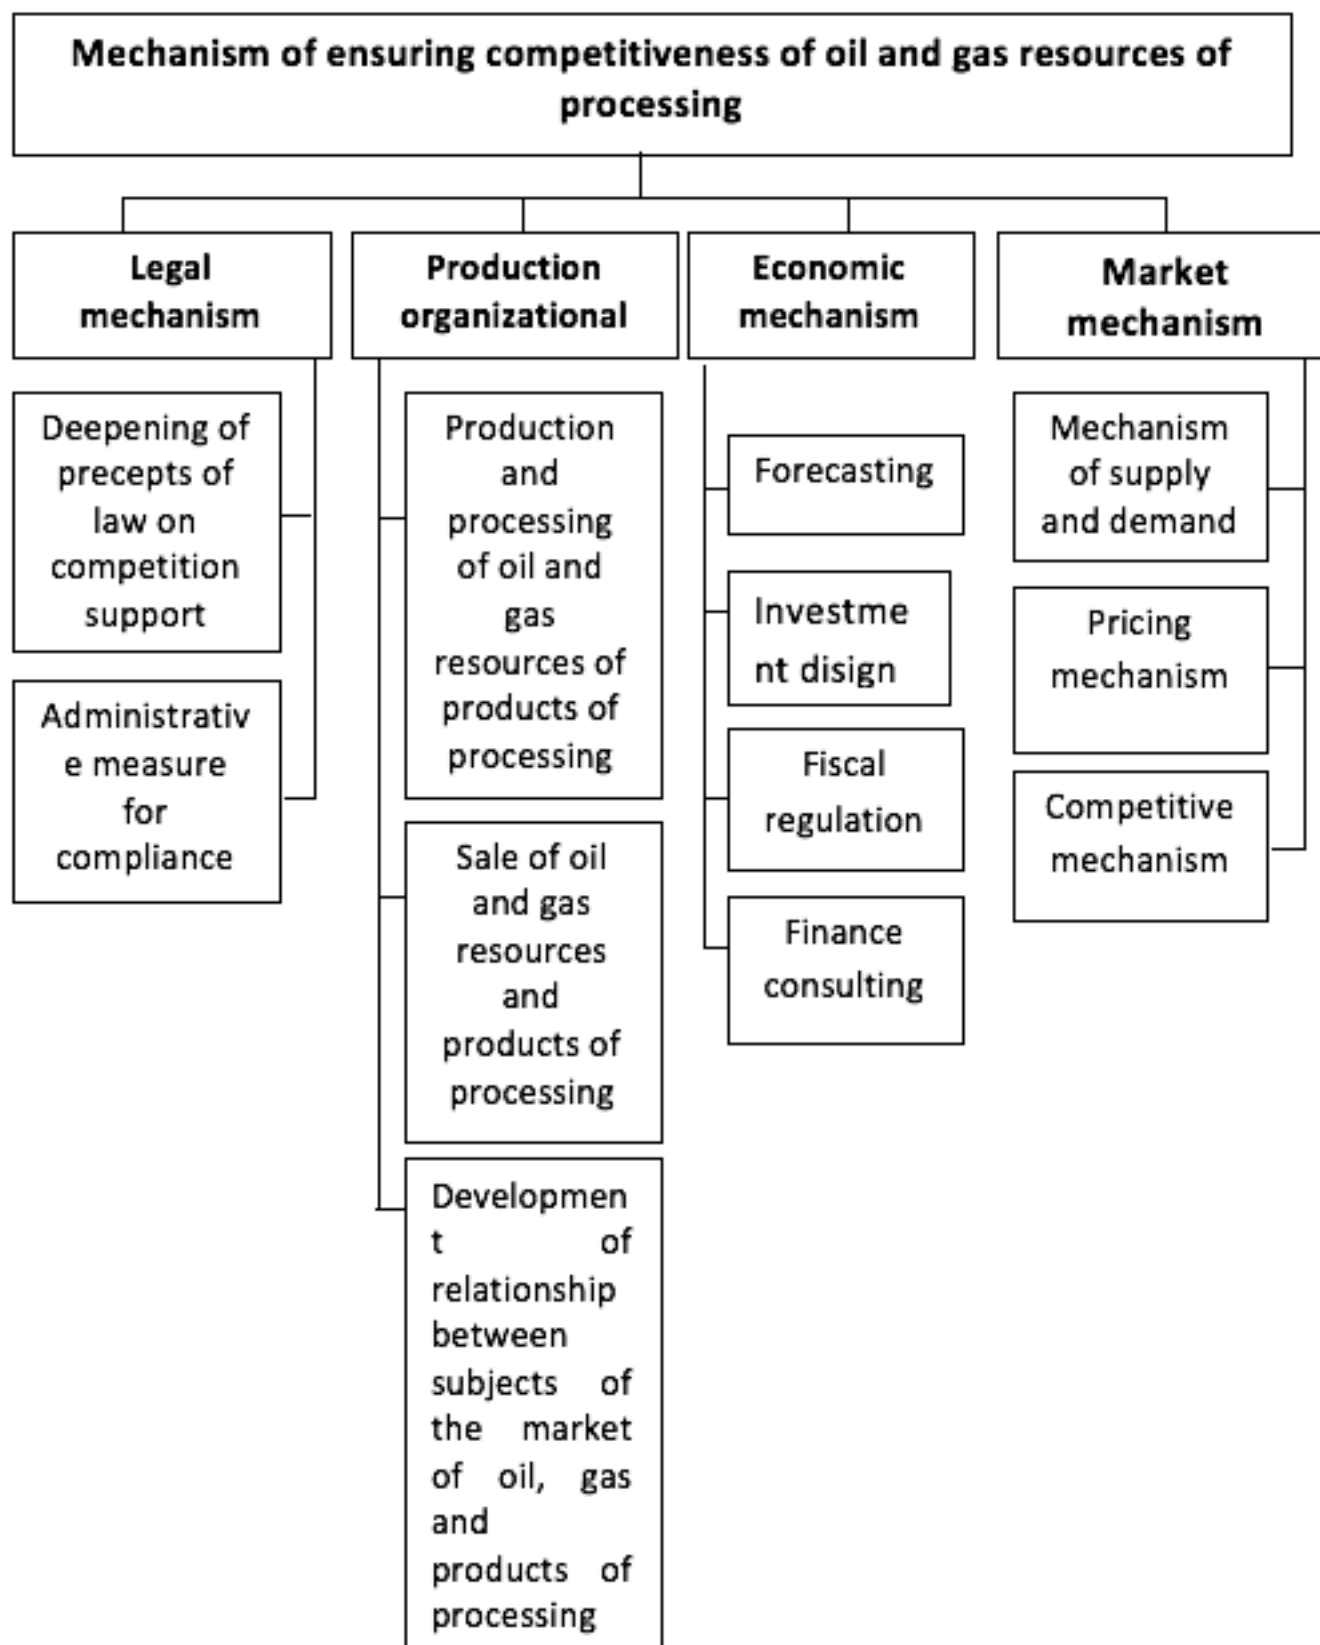 Mechanism of ensuring competitiveness of oil and gas resources of
processing
Legal
mechanism
Deepening of
precepts of
law on
competition
support
Administrativ
e measure
for
compliance
Production
organizational
Production
and
processing
of oil and
gas
resources of
products of
processing
Sale of oil
and gas
resources
and
products of
processing
Developmen
t of
relationship
between
subjects of
the market
of oil, gas
and
products of
processing
Economic
mechanism
Forecasting
Investme
nt disign
Fiscal
regulation
Finance
consulting
Market
mechanism
Mechanism
of supply
and demand
Pricing
mechanism
Competitive
mechanism